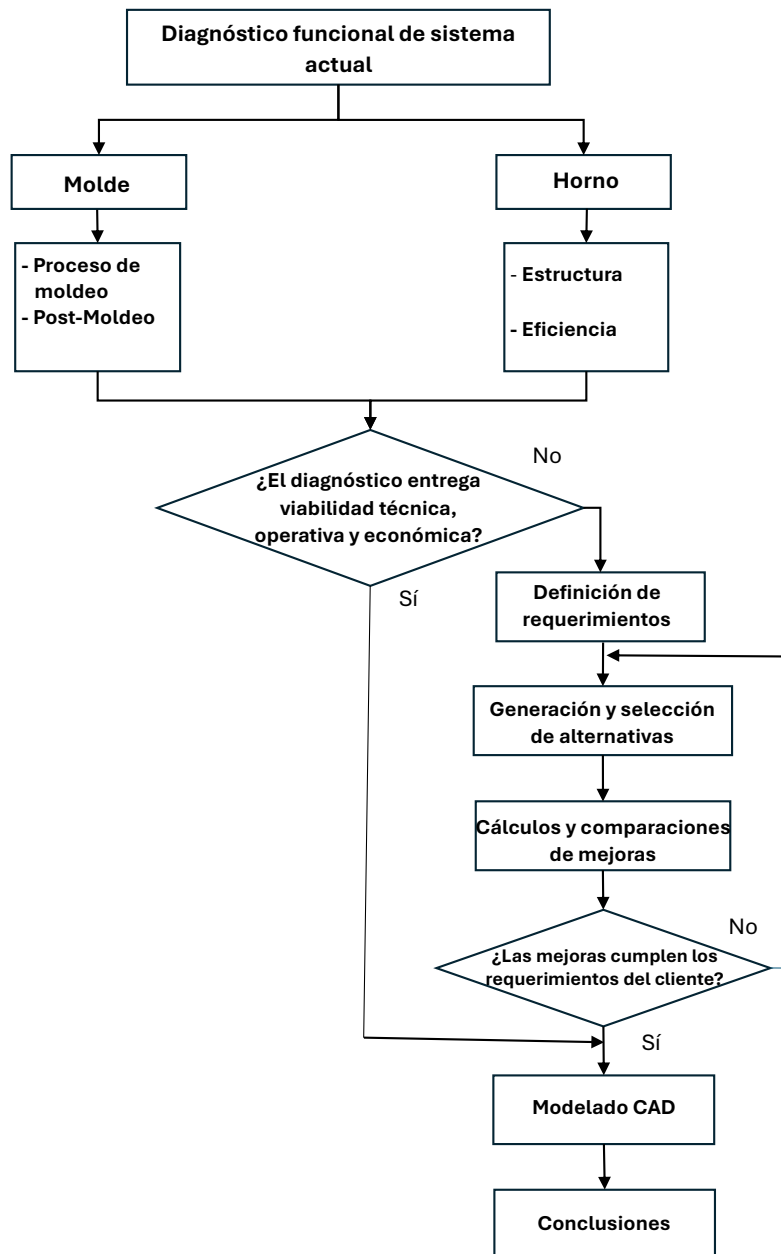 Diagnóstico funcional de sistema
actual
Molde
Horno
- Proceso de
moldeo
- Post-Moldeo
- Estructura
- Eficiencia
No
¿El diagnóstico entrega
viabilidad técnica,
operativa y económica?
Sí
Definición de
requerimientos
Generación y selección
de alternativas
Cálculos y comparaciones
de mejoras
No
¿Las mejoras cumplen los
requerimientos del cliente?
Sí
Modelado CAD
Conclusiones